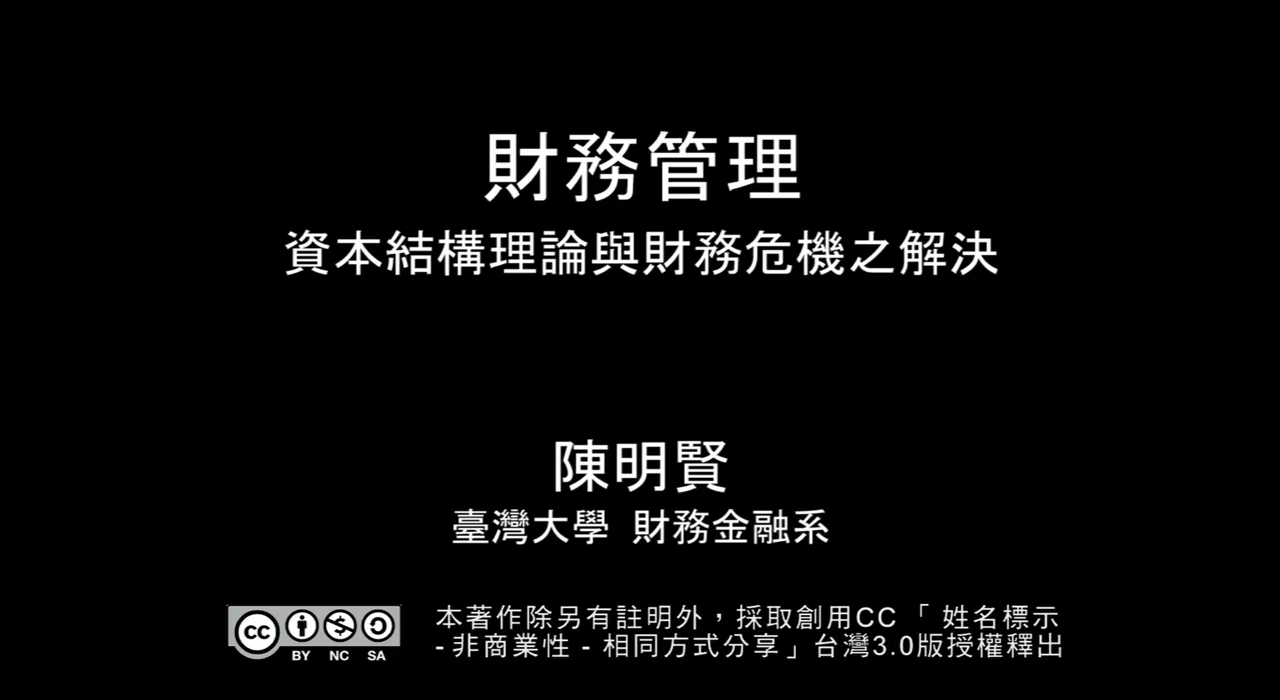 財務管理
資本結構理論與財務危機之解決
陳明賢
臺灣大學 財務金融系
cc BY NC SA
本著作除另有註明外，採取創用CC「 姓名標示
- 非商業性 - 相同方式分享」台灣3.0版授權釋出